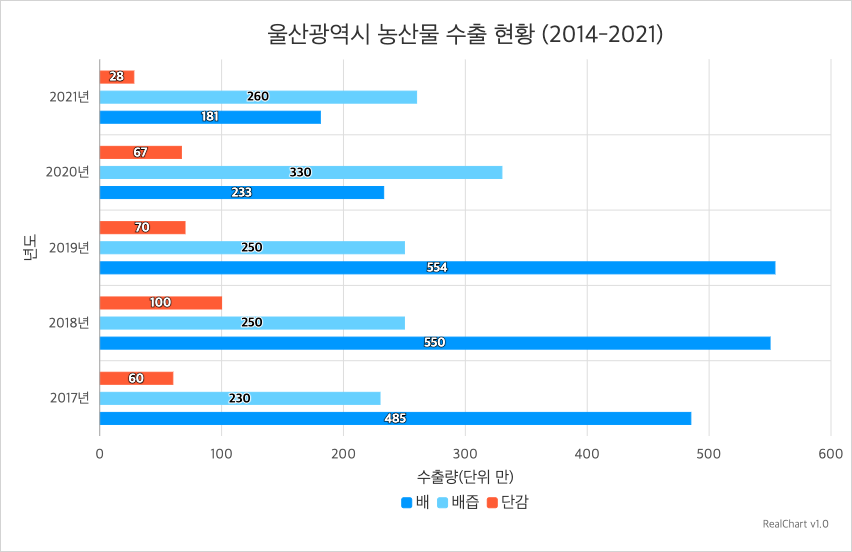 울산광역시 농산물 수출 현황 (2014-2021)
28
2021년
260
181
67
2020년
330
233
년도
70
2019년
250
554
100
2018년
250
550
60
2017년
230
485
0 100 200 300 400 500 600
수출량(단위 만)
배 배즙 단감
RealChart v1.0